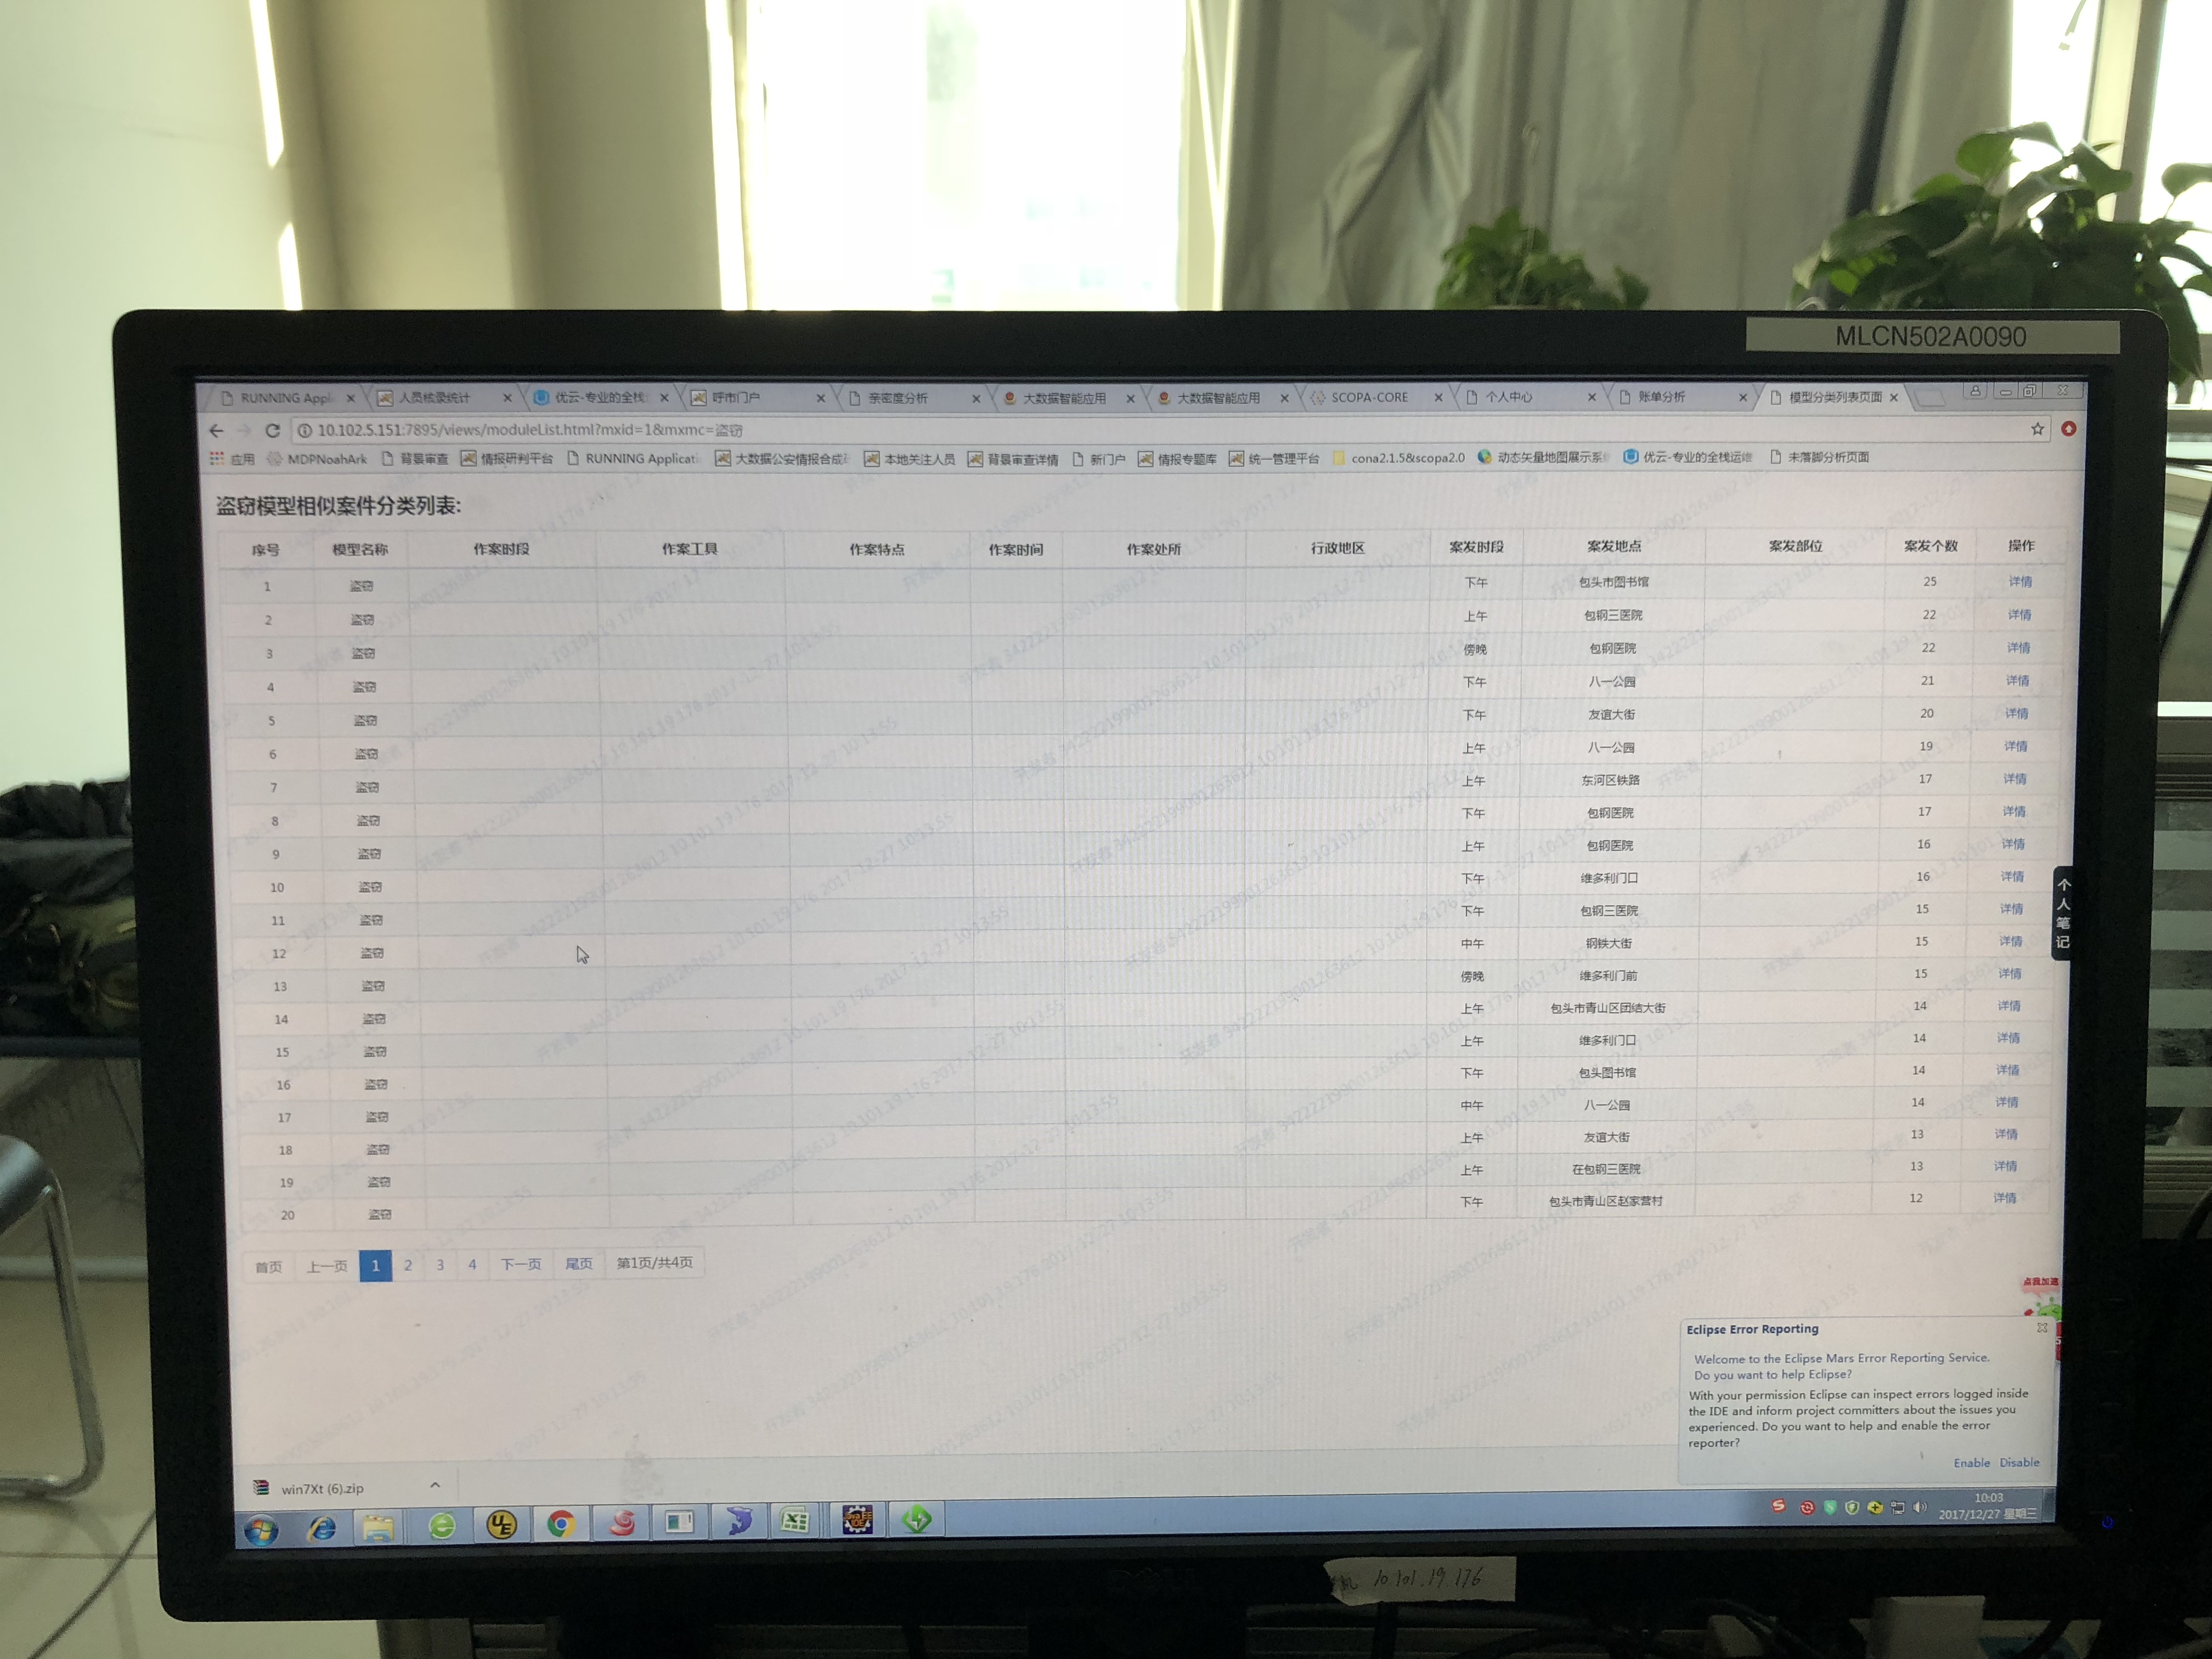 MLCN502A0090
RUNNING Appl 人员核录统计 优云-专业的全栈 呼市门户 亲密度分析 大数据智能应用 大数据智能应用 SCOPA-CORE 个人中心 账单分析 模型分类列表页面
10.102.5.151:7895/views/moduleList.html?mxid=1&mxmc=盗窃
应用 MDPNoahArk 背景审查 情报研判平台 RUNNING Applicati 大数据公安情报合成 本地关注人员 背景审查详情 新门户 情报专题库 统一管理平台 cona2.1.5&scopa2.0 动态矢量地图展示系 优云-专业的全栈运维 未落脚分析页面
盗窃模型相似案件分类列表:
序号 模型名称 作案时段 作案工具 作案特点 作案时间 作案处所 行政地区 案发时段 案发地点 案发部位 案发个数 操作
1 盗窃 下午 包头市图书馆 25 详情
2 盗窃 上午 包钢三医院 22 详情
3 盗窃 傍晚 包钢医院 22 详情
4 盗窃 下午 八一公园 21 详情
5 盗窃 下午 友谊大街 20 详情
6 盗窃 上午 八一公园 19 详情
7 盗窃 上午 东河区铁路 17 详情
8 盗窃 下午 包钢医院 17 详情
9 盗窃 上午 包钢医院 16 详情
10 盗窃 下午 维多利门口 16 详情
11 盗窃 下午 包钢三医院 15 详情
12 盗窃 中午 钢铁大街 15 详情
13 盗窃 傍晚 维多利门前 15 详情
14 盗窃 上午 包头市青山区团结大街 14 详情
15 盗窃 上午 维多利门口 14 详情
16 盗窃 下午 包头图书馆 14 详情
17 盗窃 中午 八一公园 14 详情
18 盗窃 上午 友谊大街 13 详情
19 盗窃 上午 在包钢三医院 13 详情
20 盗窃 下午 包头市青山区赵家营村 12 详情
首页 上一页 1 2 3 4 下一页 尾页 第1页/共4页
个人笔记
点我加速
Eclipse Error Reporting
Welcome to the Eclipse Mars Error Reporting Service.
Do you want to help Eclipse?
With your permission Eclipse can inspect errors logged inside
the IDE and inform project committers about the issues you
experienced. Do you want to help and enable the error
reporter?
Enable Disable
win7Xt (6).zip
10:03
2017/12/27 星期三
机 10.101.19.176